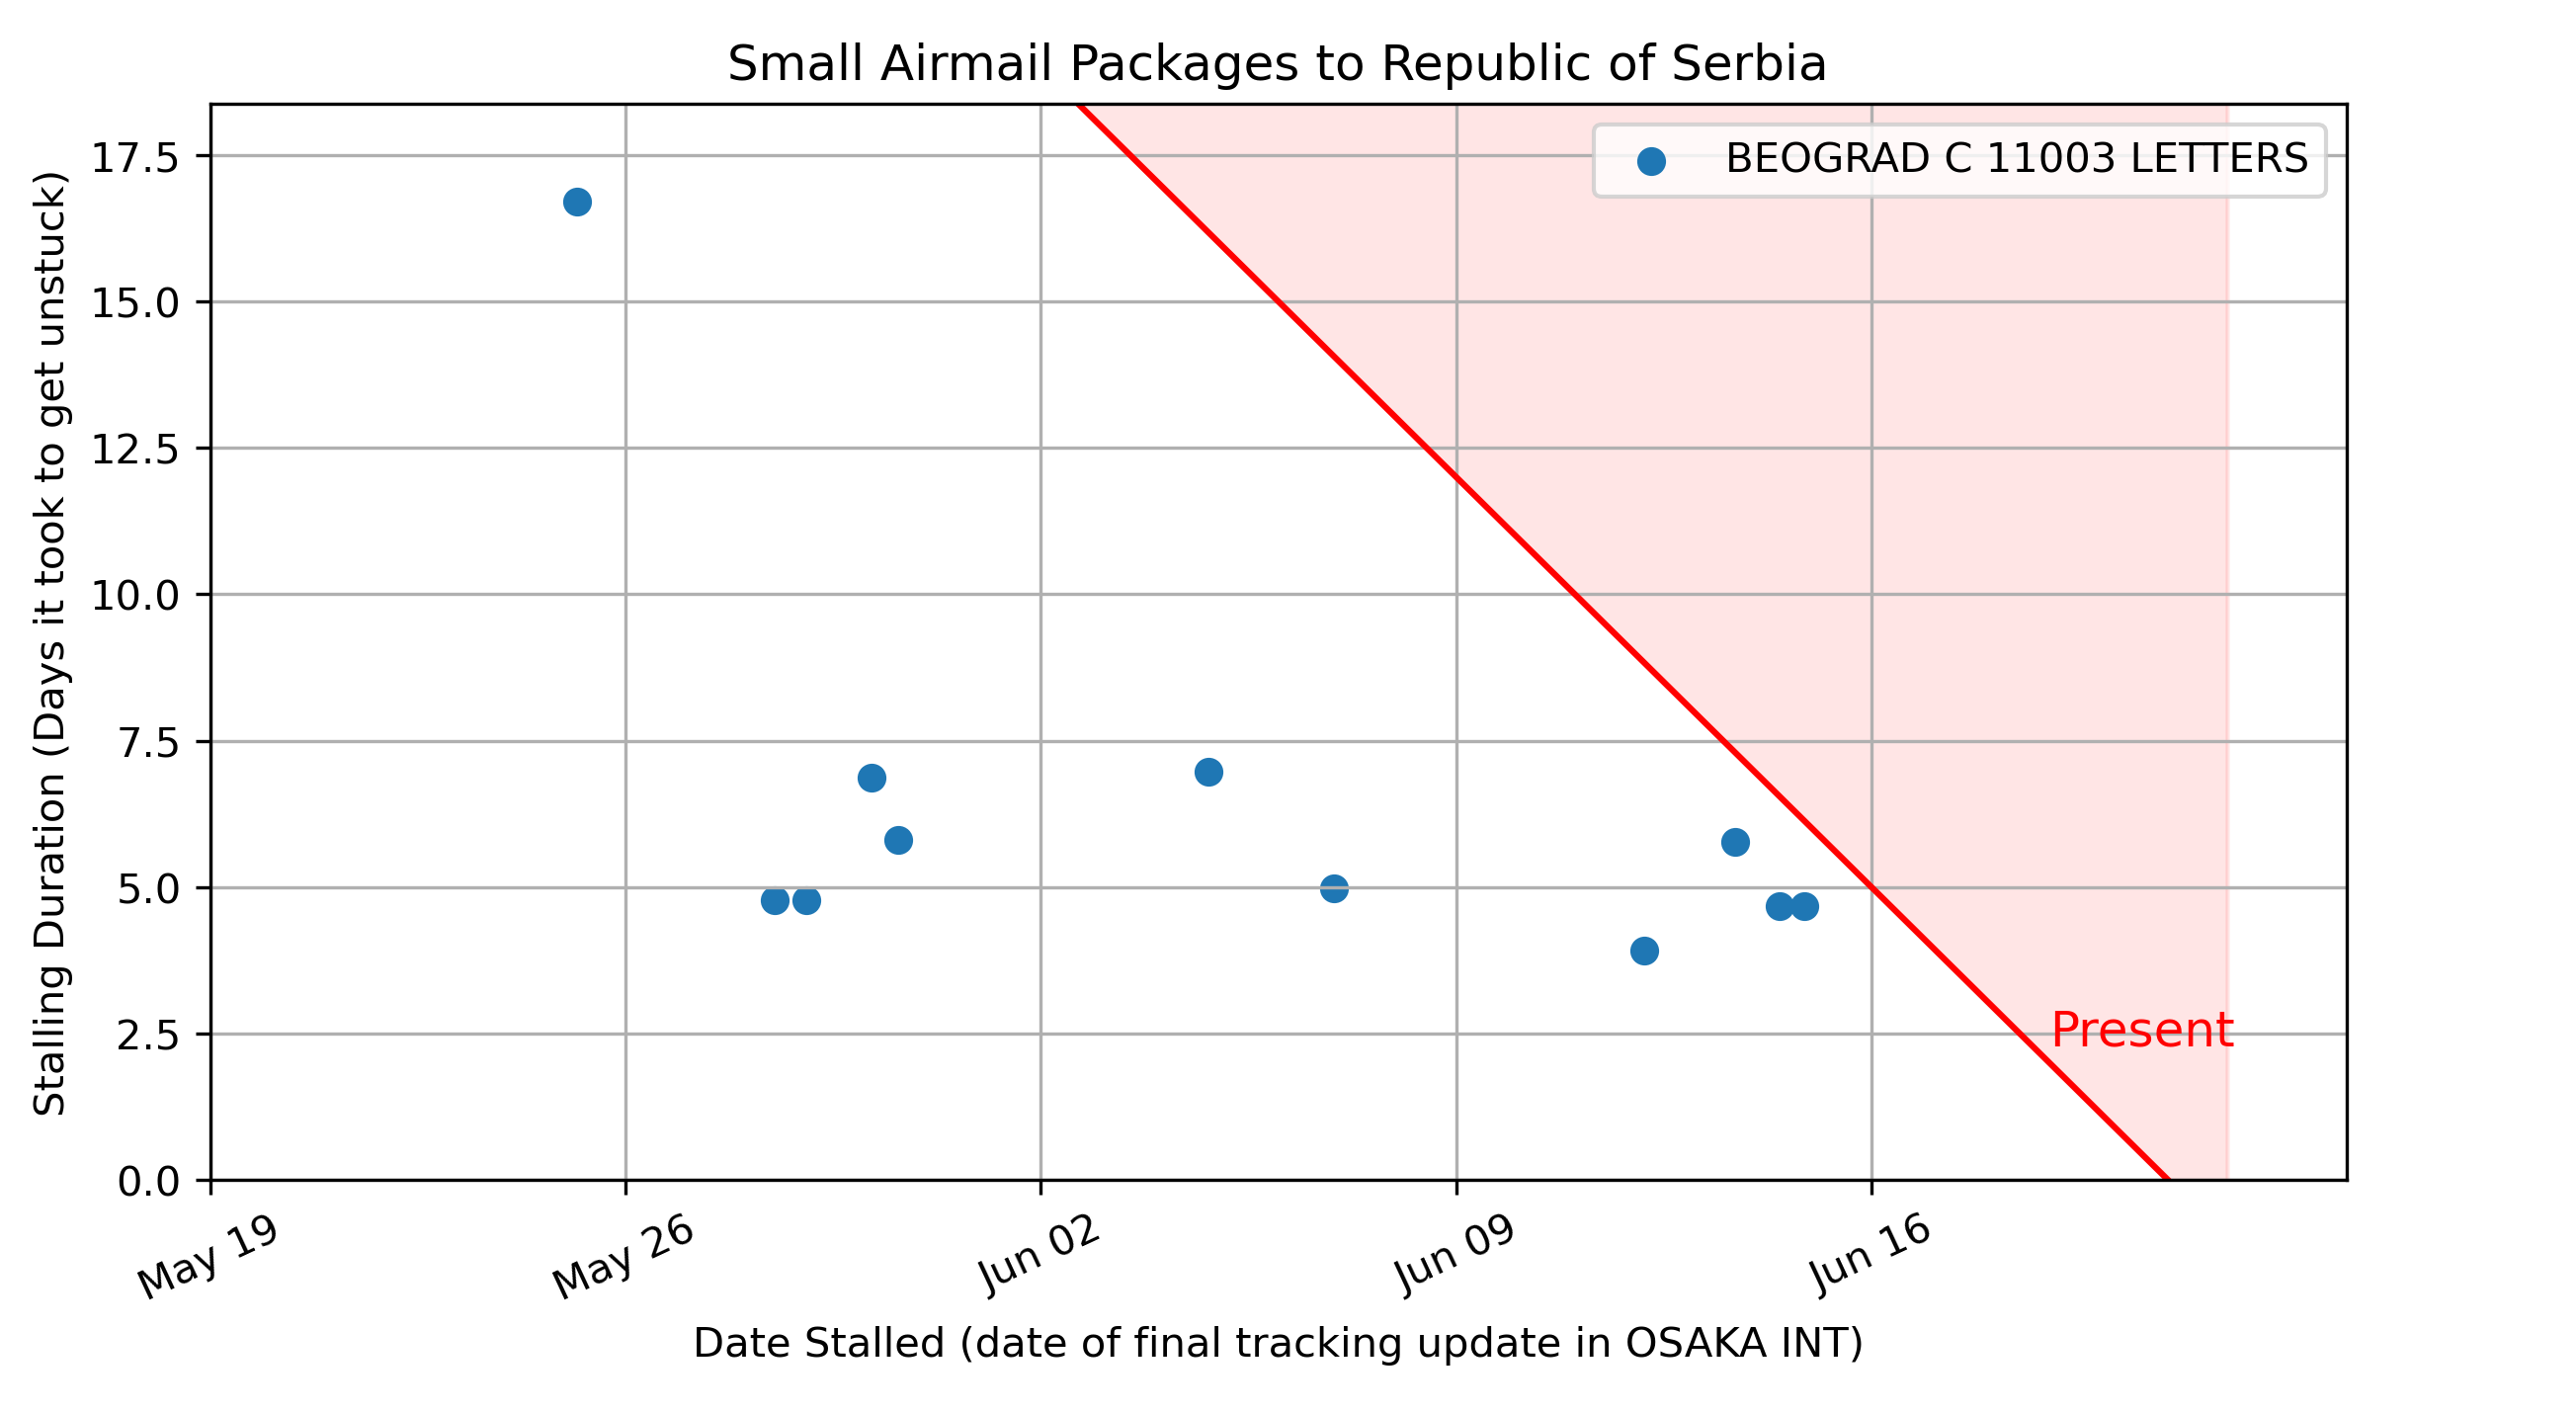 Small Airmail Packages to Republic of Serbia
BEOGRAD C 11003 LETTERS
Stalling Duration (Days it took to get unstuck)
17.5
15.0
12.5
10.0
7.5
5.0
2.5
0.0
Present
May 19
May 26
Jun 02
Jun 09
Jun 16
Date Stalled (date of final tracking update in OSAKA INT)